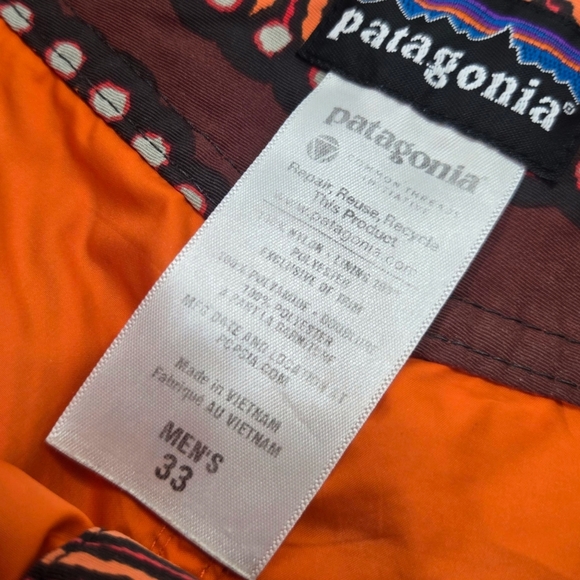 patagonia®
patagonia
COMMON THREADS
INITIATIVE
Repair, Reuse, Recycle
This Product
www.patagonia.com
100% NYLON • LINING 100%
POLYESTER
EXCLUSIVE OF TRIM
100% POLYAMIDE • DOUBLURE
100% POLYESTER
À PART LA GARNITURE
MFG DATE AND LOCATION AT
PCPSIA.COM
Made in VIETNAM
Fabriqué AU VIETNAM
MEN'S
33